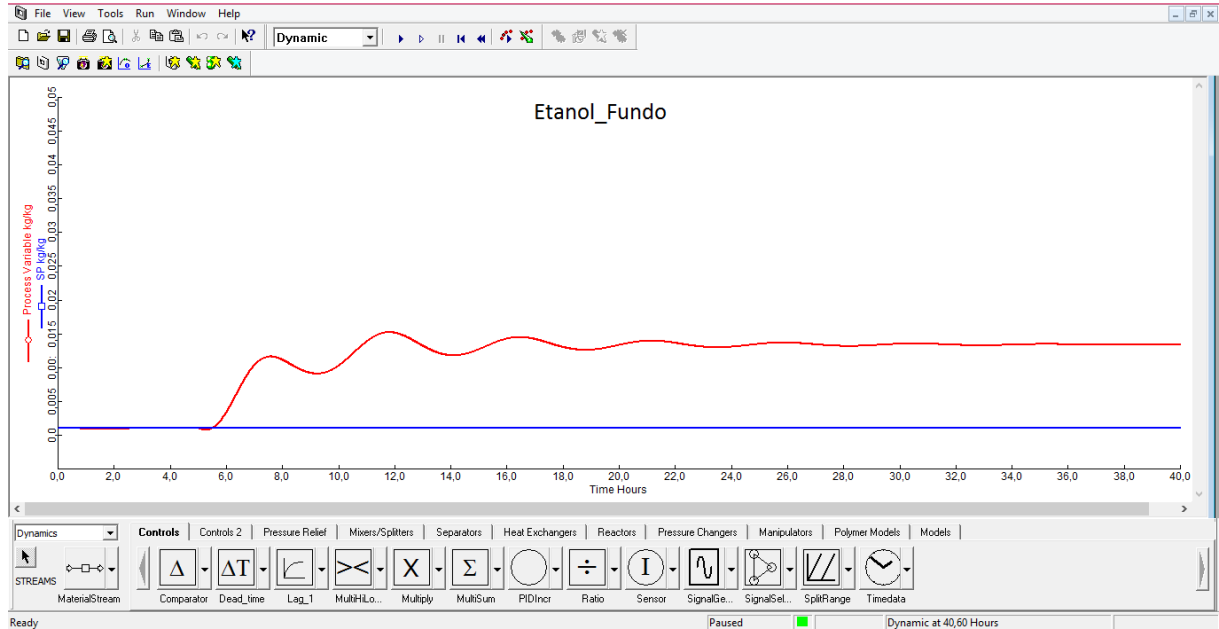 File View Tools Run Window Help
Dynamic
Etanol_Fundo
Process Variable kg/kg
SP kg/kg
0,05
0,045
0,04
0,035
0,03
0,025
0,02
0,015
0,00:
0,005
0,0
0,0 2,0 4,0 6,0 8,0 10,0 12,0 14,0 16,0 18,0 20,0 22,0 24,0 26,0 28,0 30,0 32,0 34,0 36,0 38,0 40,0
Time Hours
Dynamics Controls Controls 2 Pressure Relief Mixers/Splitters Separators Heat Exchangers Reactors Pressure Changers Manipulators Polymer Models Models
Δ ΔT >< X Σ ÷ I
STREAMS
MaterialStream Comparator Dead_time Lag_1 MultiHiLo... Multiply MultiSum PIDIncr Ratio Sensor SignalGe... SignalSel... SplitRange Timedata
Ready Paused Dynamic at 40,60 Hours